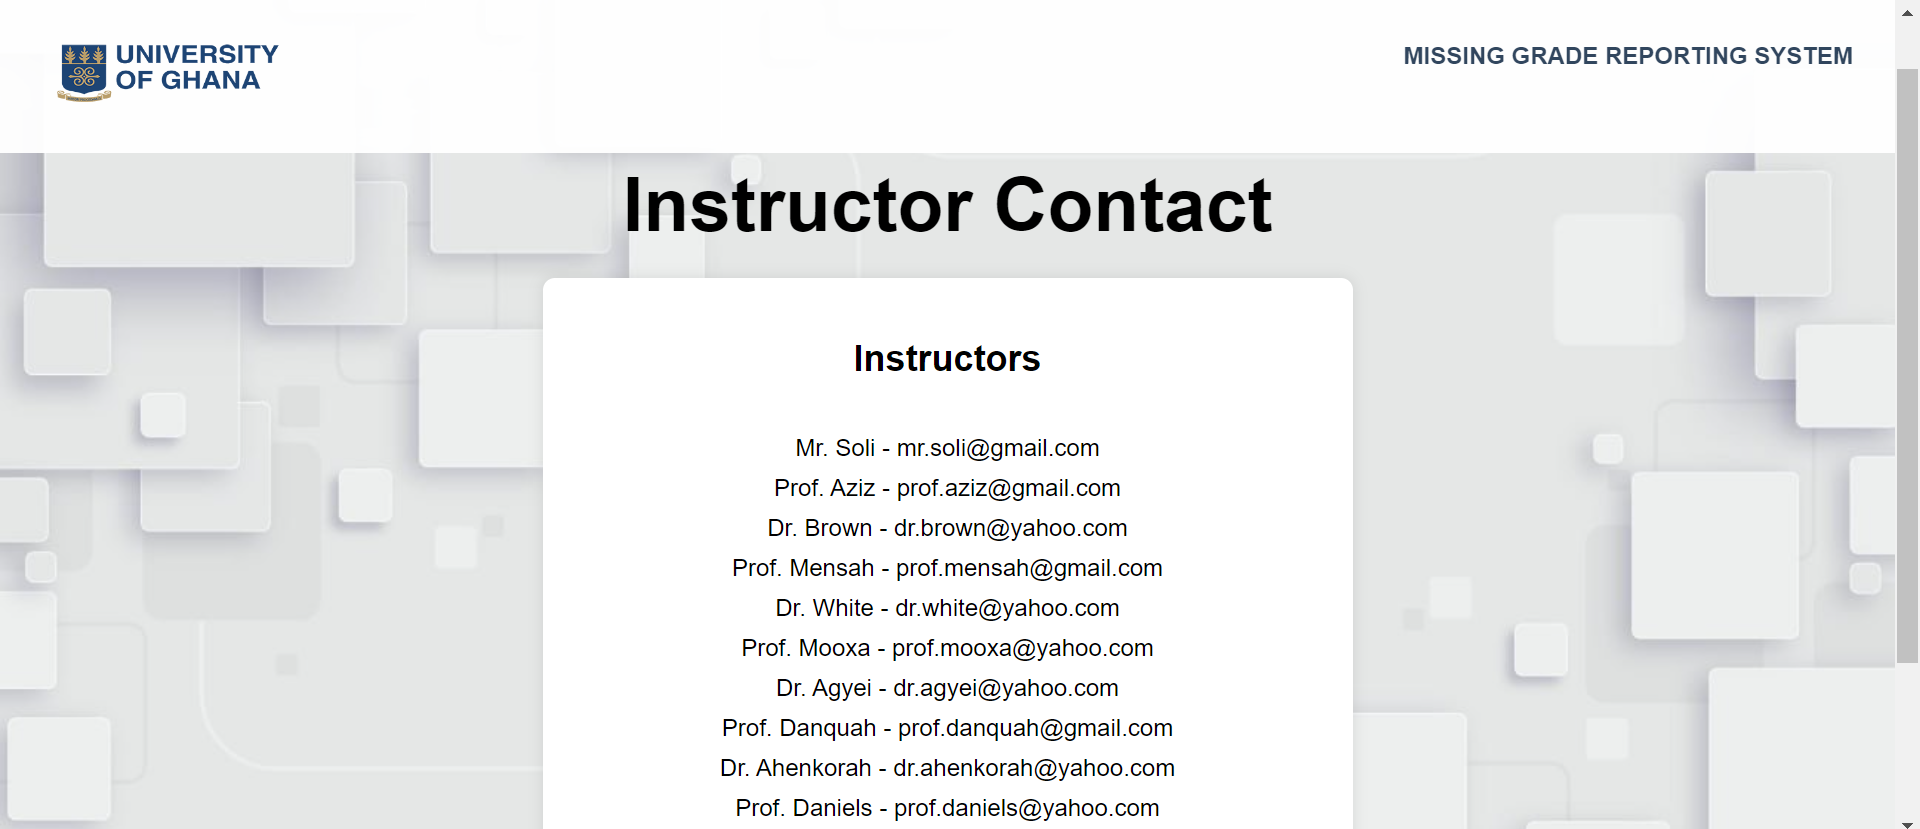 UNIVERSITY
OF GHANA
MISSING GRADE REPORTING SYSTEM
Instructor Contact
Instructors
Mr. Soli - mr.soli@gmail.com
Prof. Aziz - prof.aziz@gmail.com
Dr. Brown - dr.brown@yahoo.com
Prof. Mensah - prof.mensah@gmail.com
Dr. White - dr.white@yahoo.com
Prof. Mooxa - prof.mooxa@yahoo.com
Dr. Agyei - dr.agyei@yahoo.com
Prof. Danquah - prof.danquah@gmail.com
Dr. Ahenkorah - dr.ahenkorah@yahoo.com
Prof. Daniels - prof.daniels@yahoo.com